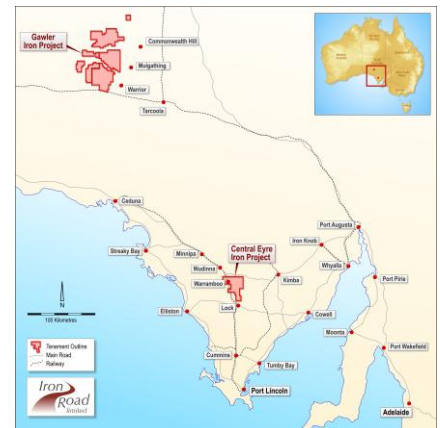 Gawler
Iron Project
Commonwealth Hill
Mulgathing
Warrior
Tarcoola
Ceduna
Streaky Bay
Minnipa
Wudinna
Warramboo
Central Eyre
Iron Project
Iron Knob
Port Augusta
Whyalla
Kimba
Port Pirie
Elliston
Lock
Cowell
Moonta
Port Wakefield
Cummins
Tumby Bay
Port Lincoln
Adelaide
N
100 Kilometres
Tenement Outline
Main Road
Railway
Iron
Road
limited